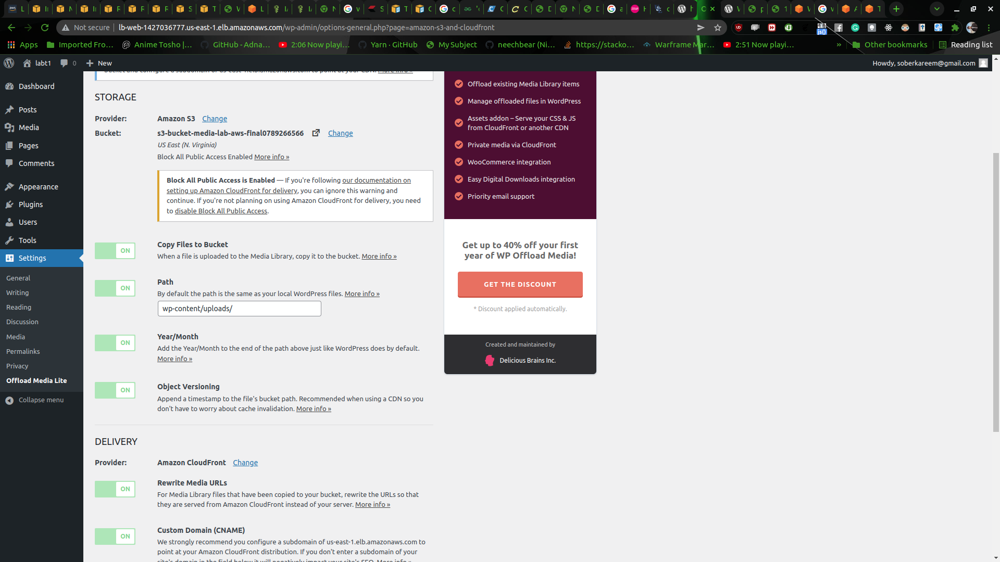 Not secure
lb-web-1427036777.us-east-1.elb.amazonaws.com/wp-admin/options-general.php?page=amazon-s3-and-cloudfront
Apps
Imported Fro...
Anime Tosho |...
GitHub - Adna...
2:06 Now playi...
Yarn · GitHub
My Subject
neechbear (Ni...
https://stacko...
Warframe Mar...
2:51 Now playi...
»
Other bookmarks
Reading list
labt1
0
New
Howdy, soberkareem@gmail.com
Dashboard
Posts
Media
Pages
Comments
Appearance
Plugins
Users
Tools
Settings
General
Writing
Reading
Discussion
Media
Permalinks
Privacy
Offload Media Lite
Collapse menu
STORAGE
Provider: Amazon S3 Change
Bucket: s3-bucket-media-lab-aws-final0789266566 Change
US East (N. Virginia)
Block All Public Access Enabled More info »
Block All Public Access is Enabled — If you're following our documentation on
setting up Amazon CloudFront for delivery, you can ignore this warning and
continue. If you're not planning on using Amazon CloudFront for delivery, you need
to disable Block All Public Access.
ON
Copy Files to Bucket
When a file is uploaded to the Media Library, copy it to the bucket. More info »
ON
Path
By default the path is the same as your local WordPress files. More info »
wp-content/uploads/
ON
Year/Month
Add the Year/Month to the end of the path above just like WordPress does by default.
More info »
ON
Object Versioning
Append a timestamp to the file's bucket path. Recommended when using a CDN so you
don't have to worry about cache invalidation. More info »
DELIVERY
Provider: Amazon CloudFront Change
ON
Rewrite Media URLs
For Media Library files that have been copied to your bucket, rewrite the URLs so that
they are served from Amazon CloudFront instead of your server. More info »
ON
Custom Domain (CNAME)
We strongly recommend you configure a subdomain of us-east-1.elb.amazonaws.com to
point at your Amazon CloudFront distribution. If you don't enter a subdomain of your
site's domain in the field below it will negatively impact your site's SEO. More info »
Offload existing Media Library items
Manage offloaded files in WordPress
Assets addon – Serve your CSS & JS
from CloudFront or another CDN
Private media via CloudFront
WooCommerce integration
Easy Digital Downloads integration
Priority email support
Get up to 40% off your first
year of WP Offload Media!
GET THE DISCOUNT
* Discount applied automatically.
Created and maintained by
Delicious Brains Inc.